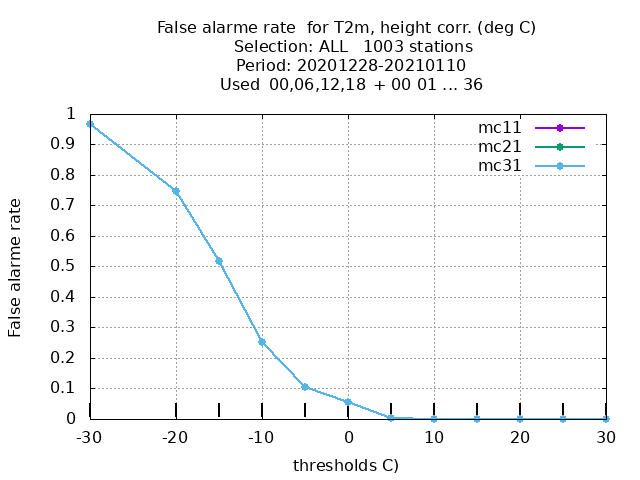 False alarme rate  for T2m, height corr. (deg C)
Selection: ALL   1003 stations
Period: 20201228-20210110
Used  00,06,12,18  + 00 01 ... 36
mc11
mc21
mc31
1
0.9
0.8
0.7
0.6
0.5
0.4
0.3
0.2
0.1
0
False alarme rate
-30
-20
-10
0
10
20
30
thresholds C)